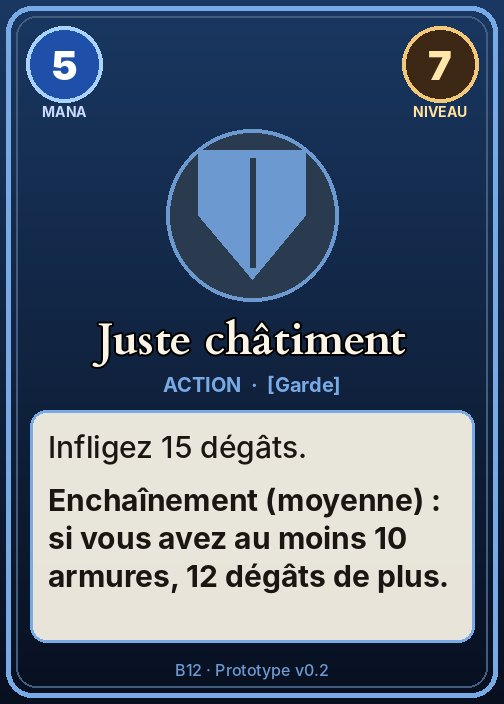 5
7
MANA
NIVEAU
Juste châtiment
ACTION · [Garde]
Infligez 15 dégâts.
Enchaînement (moyenne) :
si vous avez au moins 10
armures, 12 dégâts de plus.
B12 · Prototype v0.2